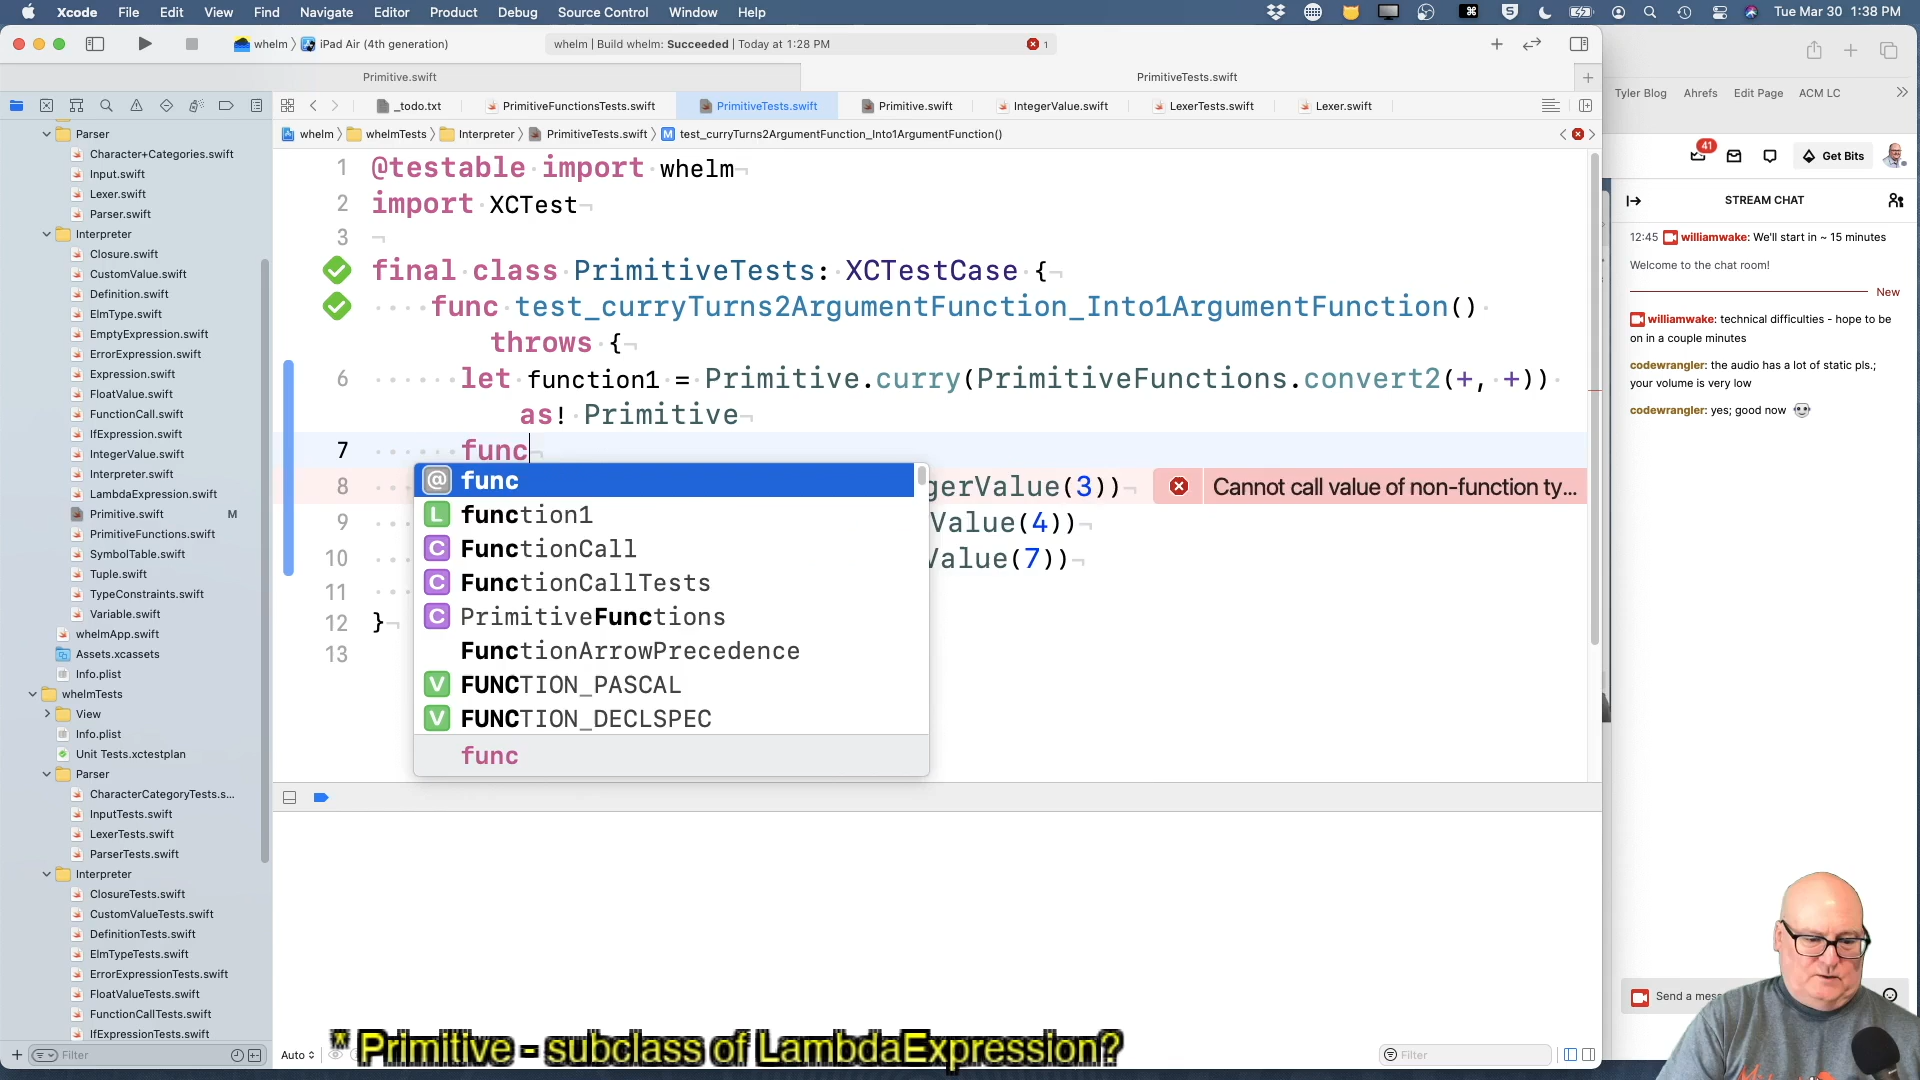 Xcode File Edit View Find Navigate Editor Product Debug Source Control Window Help
Tue Mar 30 1:38 PM
whelm iPad Air (4th generation)
whelm | Build whelm: Succeeded | Today at 1:28 PM
1
Primitive.swift
PrimitiveTests.swift
_todo.txt
PrimitiveFunctionsTests.swift
PrimitiveTests.swift
Primitive.swift
IntegerValue.swift
LexerTests.swift
Lexer.swift
whelm whelmTests Interpreter PrimitiveTests.swift M test_curryTurns2ArgumentFunction_Into1ArgumentFunction()
Parser
Character+Categories.swift
Input.swift
Lexer.swift
Parser.swift
Interpreter
Closure.swift
CustomValue.swift
Definition.swift
ElmType.swift
EmptyExpression.swift
ErrorExpression.swift
Expression.swift
FloatValue.swift
FunctionCall.swift
IfExpression.swift
IntegerValue.swift
Interpreter.swift
LambdaExpression.swift
Primitive.swift M
PrimitiveFunctions.swift
SymbolTable.swift
Tuple.swift
TypeConstraints.swift
Variable.swift
whelmApp.swift
Assets.xcassets
Info.plist
whelmTests
View
Info.plist
Unit Tests.xctestplan
Parser
CharacterCategoryTests.s...
InputTests.swift
LexerTests.swift
ParserTests.swift
Interpreter
ClosureTests.swift
CustomValueTests.swift
DefinitionTests.swift
ElmTypeTests.swift
ErrorExpressionTests.swift
FloatValueTests.swift
FunctionCallTests.swift
IfExpressionTests.swift
Filter
1 @testable import whelm
2 import XCTest
3
final class PrimitiveTests: XCTestCase {
func test_curryTurns2ArgumentFunction_Into1ArgumentFunction()
throws {
6 let function1 = Primitive.curry(PrimitiveFunctions.convert2(+, +))
as! Primitive
7 func
8 gerValue(3)) Cannot call value of non-function ty...
9 Value(4))
10 Value(7))
11
12 }
13
@ func
L function1
C FunctionCall
C FunctionCallTests
C PrimitiveFunctions
FunctionArrowPrecedence
V FUNCTION_PASCAL
V FUNCTION_DECLSPEC
func
Auto
* Primitive - subclass of LambdaExpression?
Filter
Tyler Blog Ahrefs Edit Page ACM LC
41
Get Bits
STREAM CHAT
12:45 williamwake: We'll start in ~ 15 minutes
Welcome to the chat room!
New
williamwake: technical difficulties - hope to be
on in a couple minutes
codewrangler: the audio has a lot of static pls.;
your volume is very low
codewrangler: yes; good now
Send a